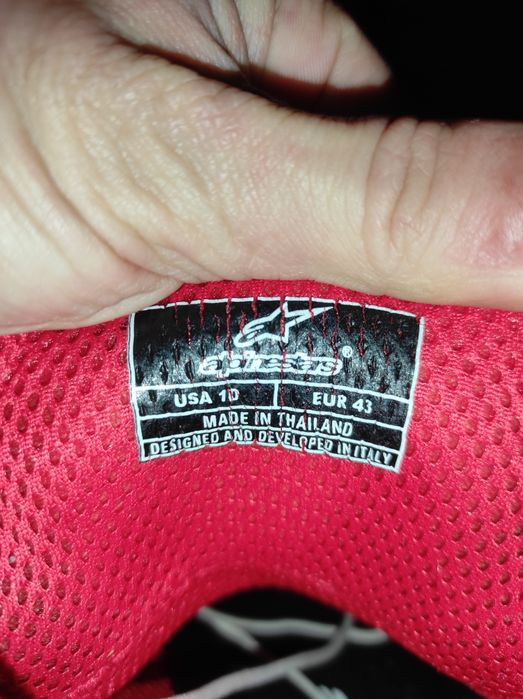 alpinestars®
USA 10
EUR 43
MADE IN THAILAND
DESIGNED AND DEVELOPED IN ITALY